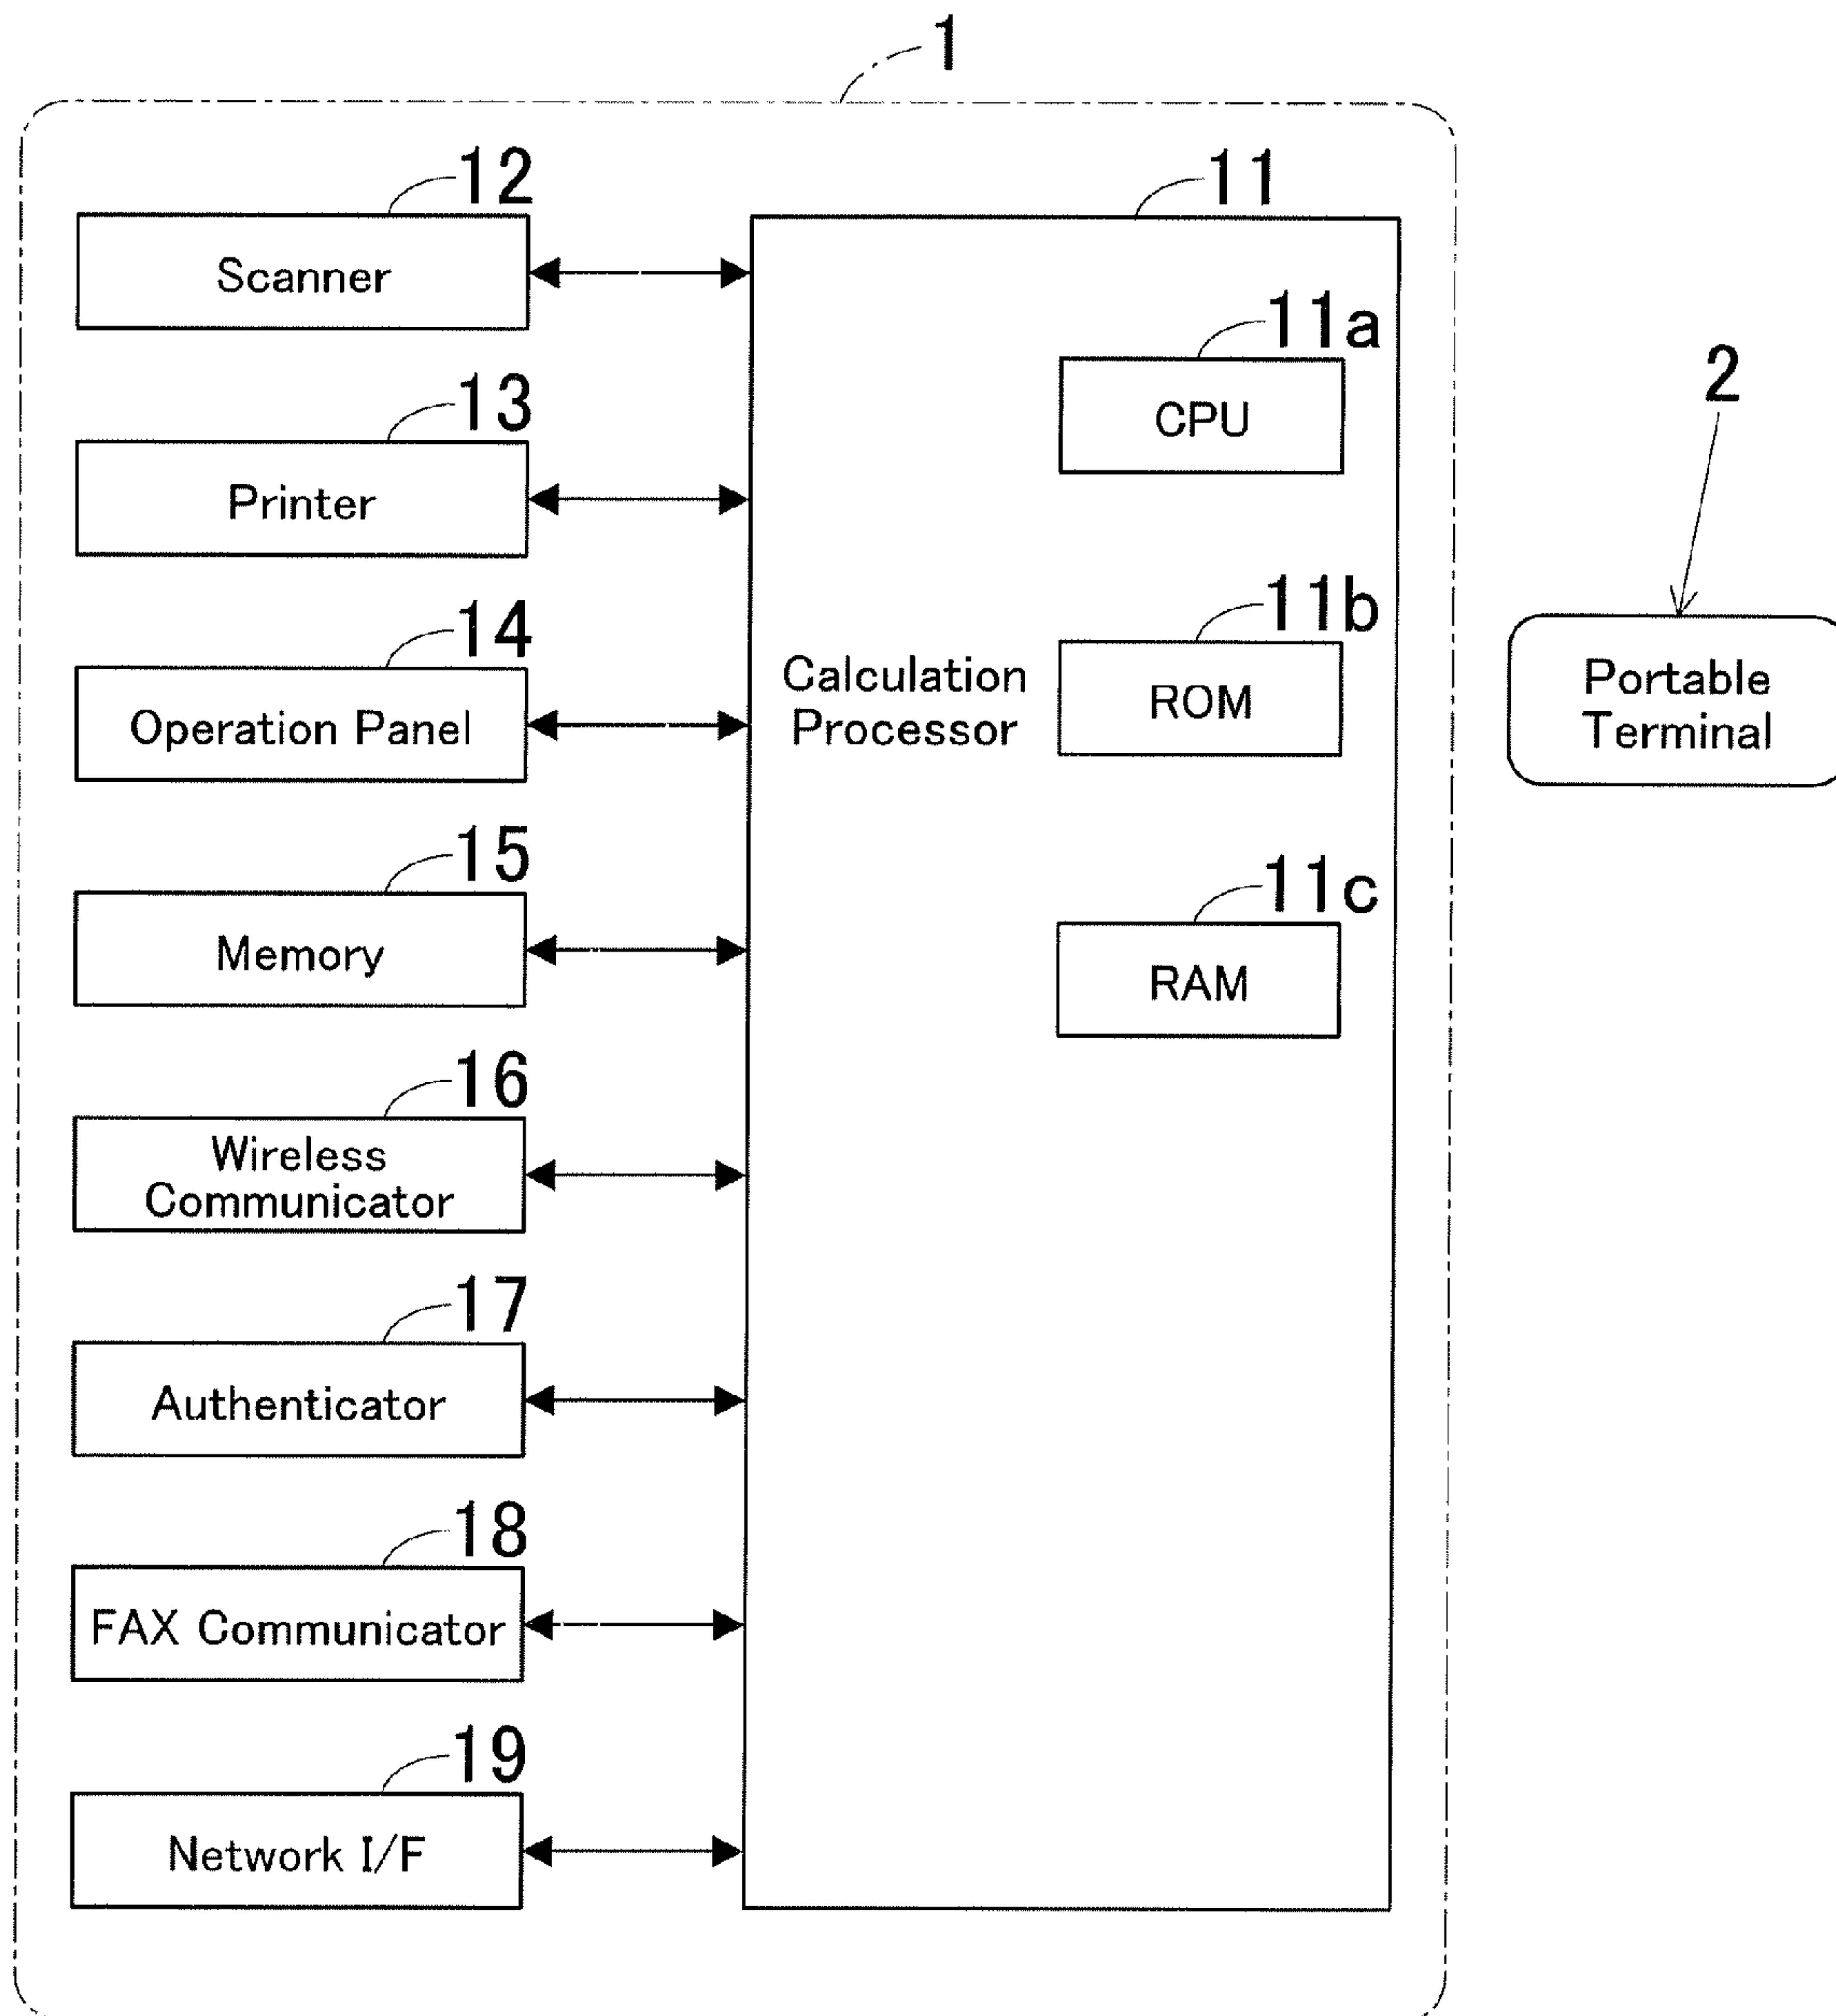 1
12
Scanner
13
Printer
14
Operation Panel
15
Memory
16
Wireless
Communicator
17
Authenticator
18
FAX Communicator
19
Network I/F
11
Calculation
Processor
11a
CPU
11b
ROM
11c
RAM
2
Portable
Terminal